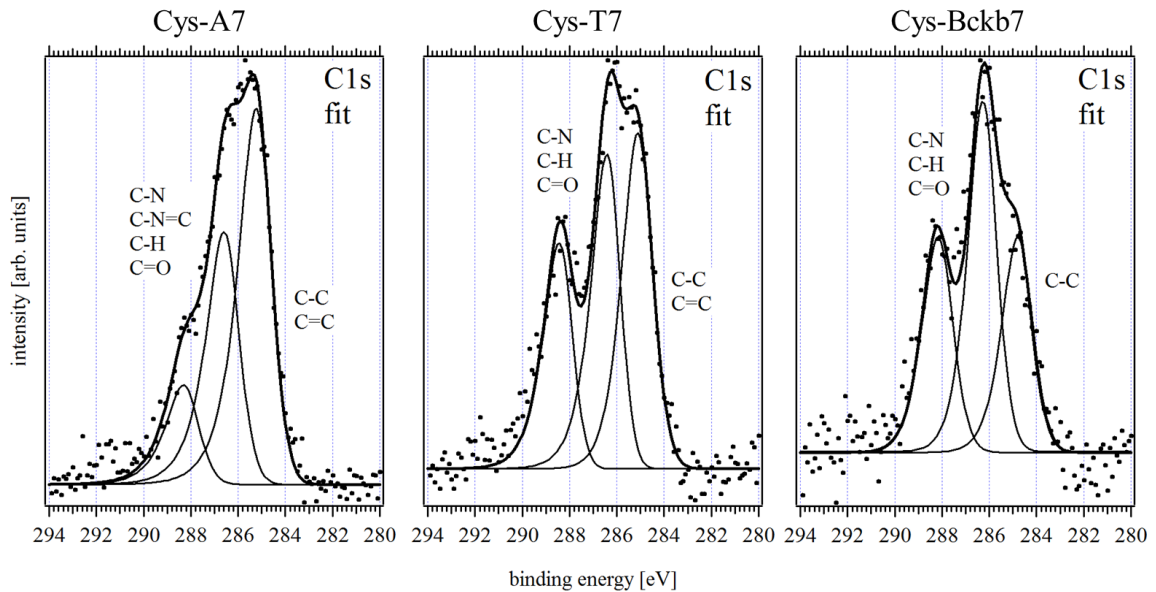 Cys-A7
Cys-T7
Cys-Bckb7
C1s
fit
C-N
C-N=C
C-H
C=O
C-C
C=C
C1s
fit
C-N
C-H
C=O
C-C
C=C
C1s
fit
C-N
C-H
C=O
C-C
intensity [arb. units]
294 292 290 288 286 284 282 280
294 292 290 288 286 284 282 280
294 292 290 288 286 284 282 280
binding energy [eV]